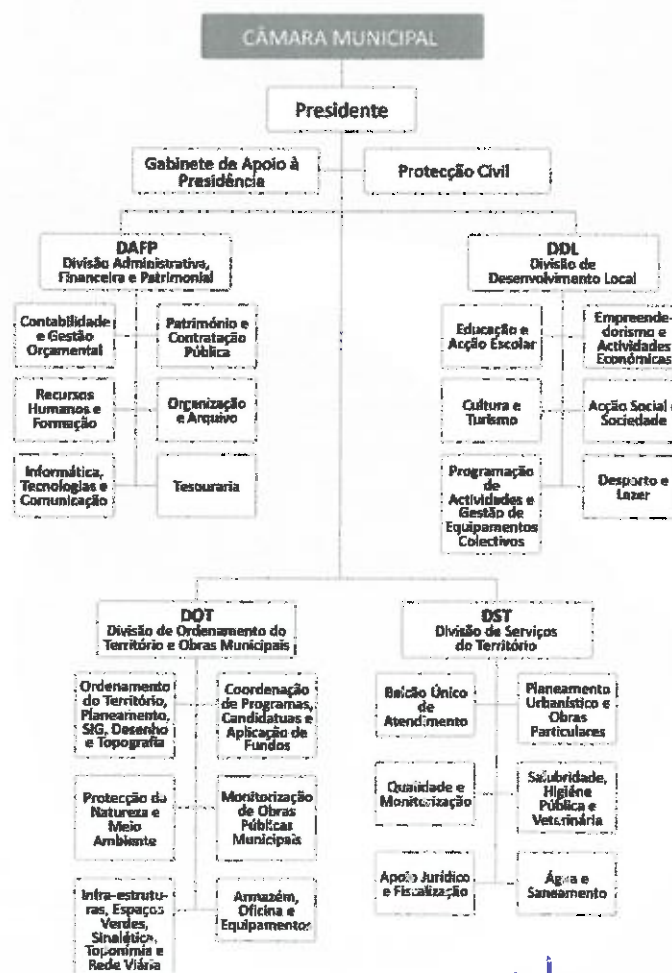 CÂMARA MUNICIPAL
Presidente
Gabinete de Apoio à
Presidência
Protecção Civil
DAFP
Divisão Administrativa,
Financeira e Patrimonial
DDL
Divisão de
Desenvolvimento Local
Contabilidade
e Gestão
Orçamental
Património e
Contratação
Pública
Educação e
Acção Escolar
Empreende-
dorismo e
Actividades
Económicas
Recursos
Humanos e
Formação
Organização
e Arquivo
Cultura e
Turismo
Acção Social e
Sociedade
Informática,
Tecnologias e
Comunicação
Tesouraria
Programação
de
Actividades e
Gestão de
Equipamentos
Colectivos
Desporto e
Lazer
DOT
Divisão de Ordenamento do
Território e Obras Municipais
DST
Divisão de Serviços
do Território
Ordenamento
do Território,
Planeamento,
SIG, Desenho
e Topografia
Coordenação
de Programas,
Candidatuas e
Aplicação de
Fundos
Balcão Único
de
Atendimento
Planeamento
Urbanístico e
Obras
Particulares
Protecção da
Natureza e
Meio
Ambiente
Monitorização
de Obras
Públicas
Municipais
Qualidade e
Monitorização
Salubridade,
Higiéne
Pública e
Veterinária
Infra-estrutu-
ras, Espaços
Verdes,
Sinalética,
Toponímia e
Rede Viária
Armazém,
Oficina e
Equipamentos
Apoio Jurídico
e Fiscalização
Água e
Saneamento